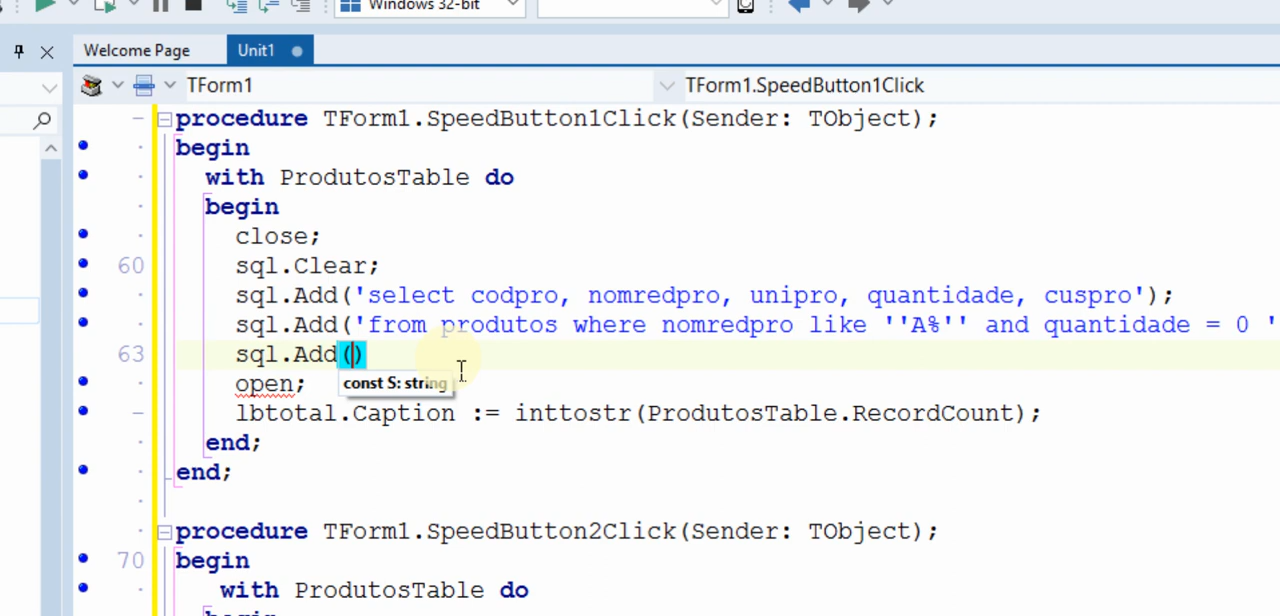 Windows 32-bit
Welcome Page Unit1
TForm1 TForm1.SpeedButton1Click
procedure TForm1.SpeedButton1Click(Sender: TObject);
begin
with ProdutosTable do
begin
close;
60 sql.Clear;
sql.Add('select codpro, nomredpro, unipro, quantidade, cuspro');
sql.Add('from produtos where nomredpro like ''A%'' and quantidade = 0 '
63 sql.Add()
open; const S: string
lbtotal.Caption := inttostr(ProdutosTable.RecordCount);
end;
end;
procedure TForm1.SpeedButton2Click(Sender: TObject);
70 begin
with ProdutosTable do